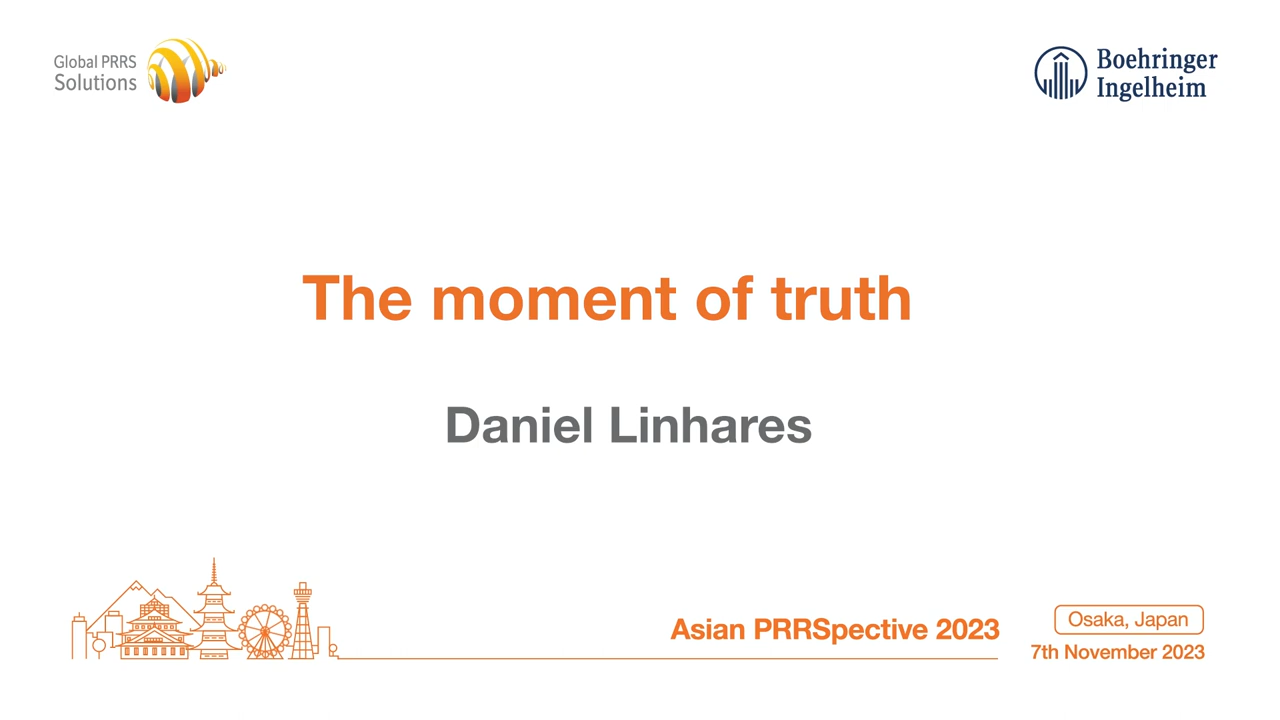 Global PRRS
Solutions
Boehringer
Ingelheim
The moment of truth
Daniel Linhares
Asian PRRSpective 2023
Osaka, Japan
7th November 2023